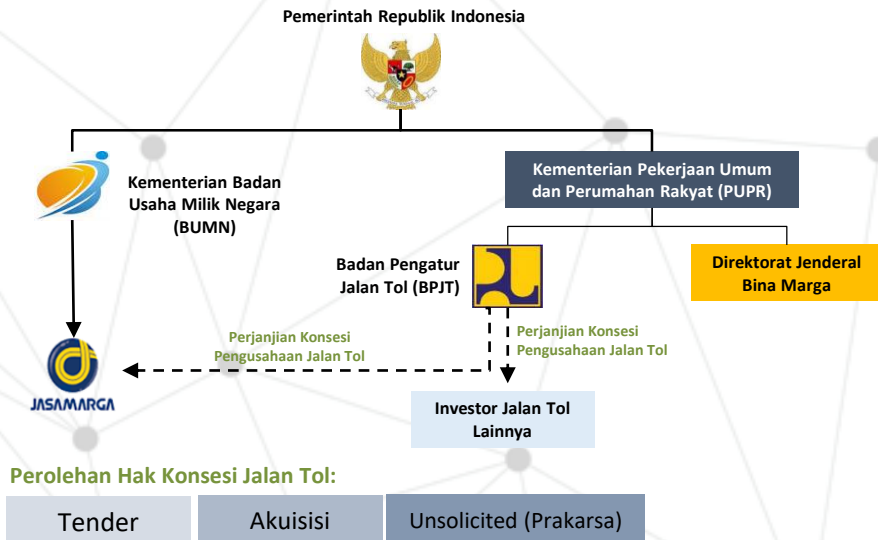 Pemerintah Republik Indonesia
Kementerian Badan
Usaha Milik Negara
(BUMN)
Kementerian Pekerjaan Umum
dan Perumahan Rakyat (PUPR)
Badan Pengatur
Jalan Tol (BPJT)
Direktorat Jenderal
Bina Marga
Perjanjian Konsesi
Pengusahaan Jalan Tol
Perjanjian Konsesi
Pengusahaan Jalan Tol
JASAMARGA
Investor Jalan Tol
Lainnya
Perolehan Hak Konsesi Jalan Tol:
Tender
Akuisisi
Unsolicited (Prakarsa)